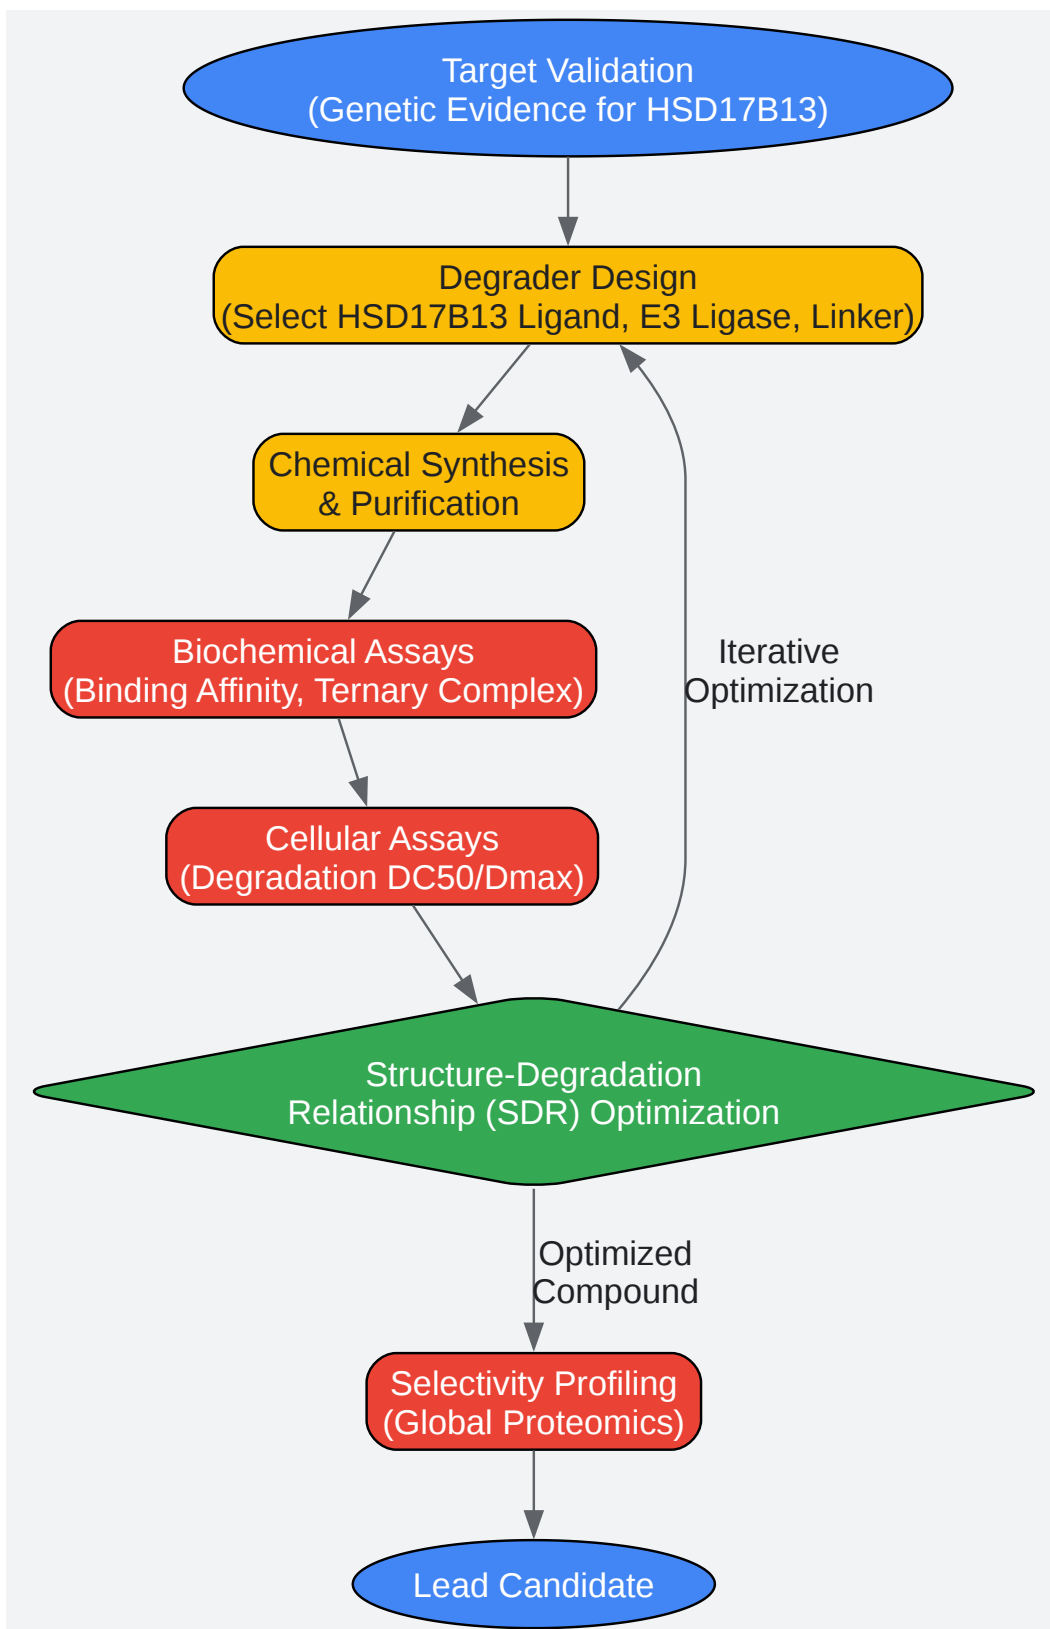 Target Validation
(Genetic Evidence for HSD17B13)
Degrader Design
(Select HSD17B13 Ligand, E3 Ligase, Linker)
Chemical Synthesis
& Purification
Biochemical Assays
(Binding Affinity, Ternary Complex)
Iterative
Optimization
Cellular Assays
(Degradation DC50/Dmax)
Structure-Degradation
Relationship (SDR) Optimization
Optimized
Compound
Selectivity Profiling
(Global Proteomics)
Lead Candidate